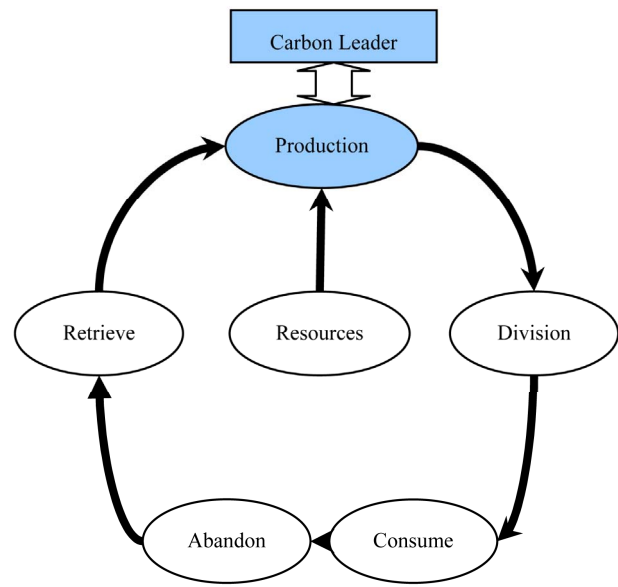 Carbon Leader
Production
Retrieve
Resources
Division
Abandon
Consume